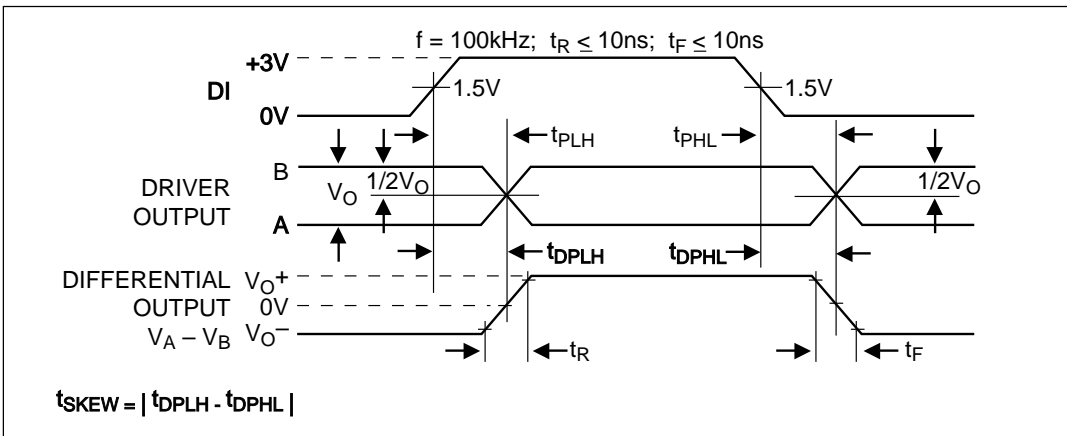 f = 100kHz; tR ≤ 10ns; tF ≤ 10ns
+3V
DI
1.5V
1.5V
0V
tPLH
tPHL
B
DRIVER
OUTPUT
VO
1/2VO
1/2VO
A
tDPLH
tDPHL
DIFFERENTIAL
OUTPUT
VA – VB
VO+
0V
VO–
tR
tF
tSKEW = | tDPLH - tDPHL |